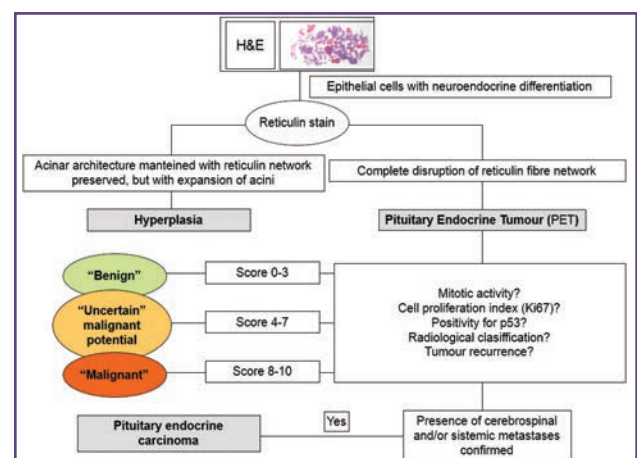 H&E
Epithelial cells with neuroendocrine differentiation
Reticulin stain
Acinar architecture manteined with reticulin network
preserved, but with expansion of acini
Complete disruption of reticulin fibre network
Hyperplasia
Pituitary Endocrine Tumour (PET)
“Benign”
Score 0-3
“Uncertain”
malignant
potential
Score 4-7
“Malignant”
Score 8-10
Mitotic activity?
Cell proliferation index (Ki67)?
Positivity for p53?
Radiological clasiffication?
Tumour recurrence?
Pituitary endocrine
carcinoma
Yes
Presence of cerebrospinal
and/or sistemic metastases
confirmed